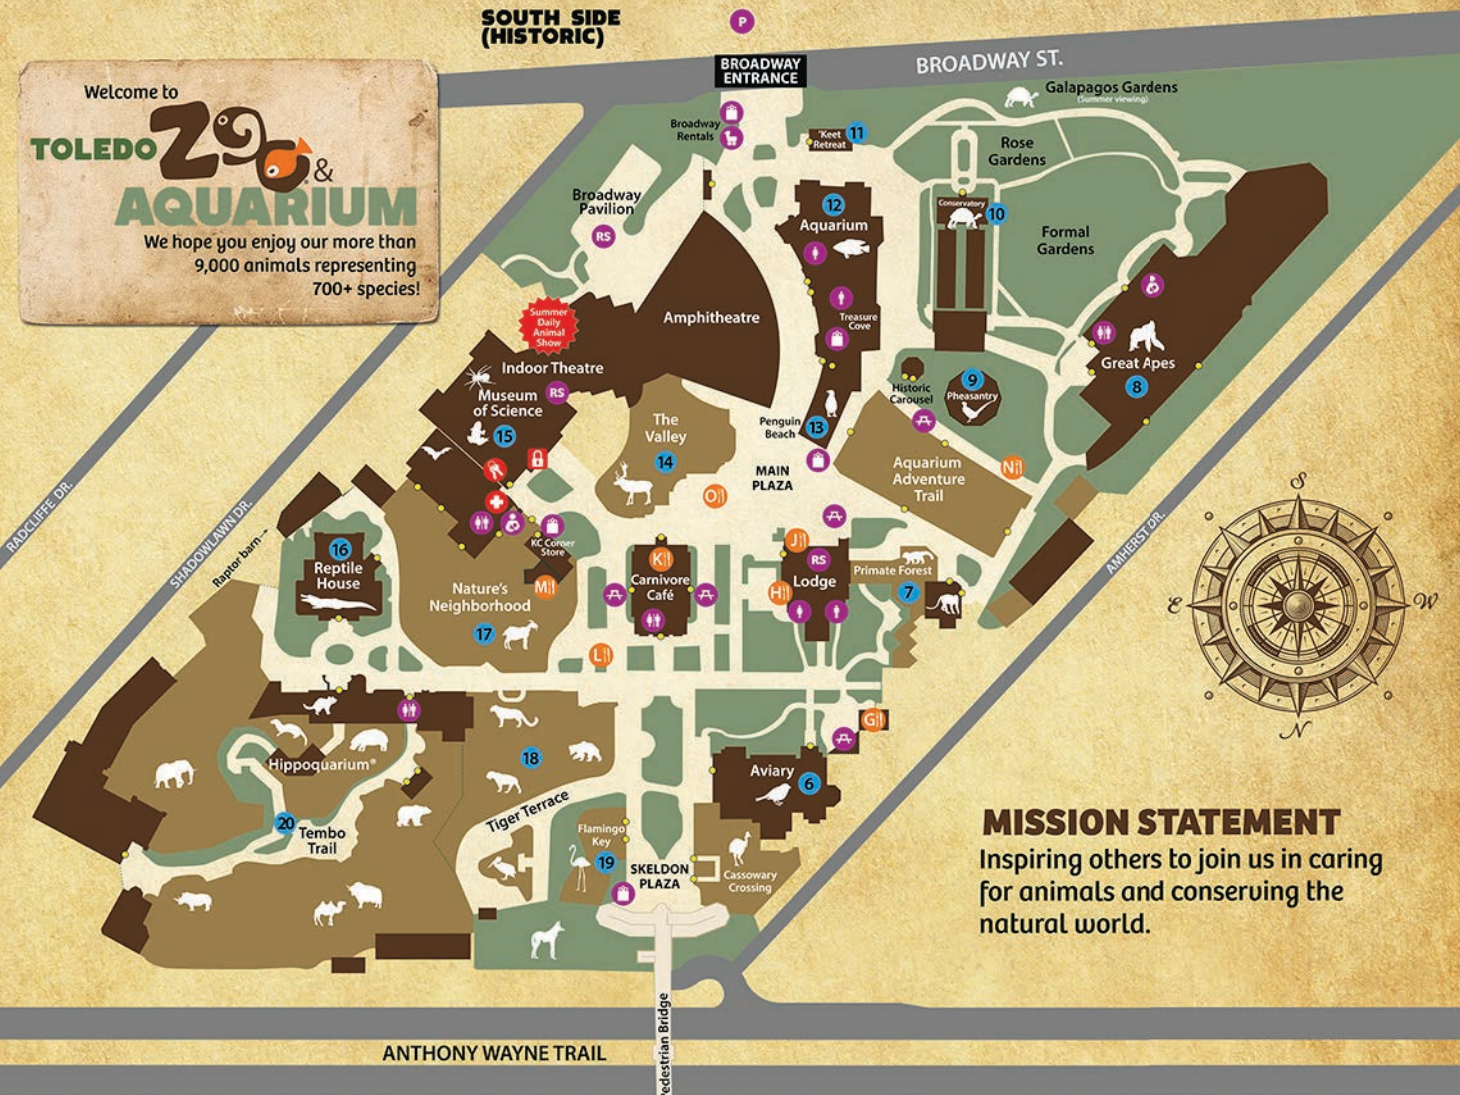 SOUTH SIDE
(HISTORIC)
P
BROADWAY
ENTRANCE
BROADWAY ST.
Welcome to
TOLEDO ZOO
&
AQUARIUM
We hope you enjoy our more than
9,000 animals representing
700+ species!
Galapagos Gardens
(Summer viewing)
Broadway
Rentals
'Keet
Retreat
11
Rose
Gardens
Broadway
Pavilion
RS
12
Aquarium
Conservatory
10
Formal
Gardens
Summer
Daily
Animal
Show
Amphitheatre
Treasure
Cove
Great Apes
8
Indoor Theatre
RS
Museum
of Science
15
Historic
Carousel
9
Pheasantry
The
Valley
14
Penguin
Beach
13
MAIN
PLAZA
Aquarium
Adventure
Trail
N
O
S
RADCLIFFE DR.
SHADOWLAWN DR.
Raptor barn
AMHERST DR.
16
Reptile
House
KC Corner
Store
M
K
Carnivore
Café
J
RS
Lodge
H
Primate Forest
7
Nature's
Neighborhood
17
L
E
W
N
G
Hippoquarium®
18
Aviary
6
20
Tembo
Trail
Tiger Terrace
Flamingo
Key
19
SKELDON
PLAZA
Cassowary
Crossing
MISSION STATEMENT
Inspiring others to join us in caring
for animals and conserving the
natural world.
Pedestrian Bridge
ANTHONY WAYNE TRAIL